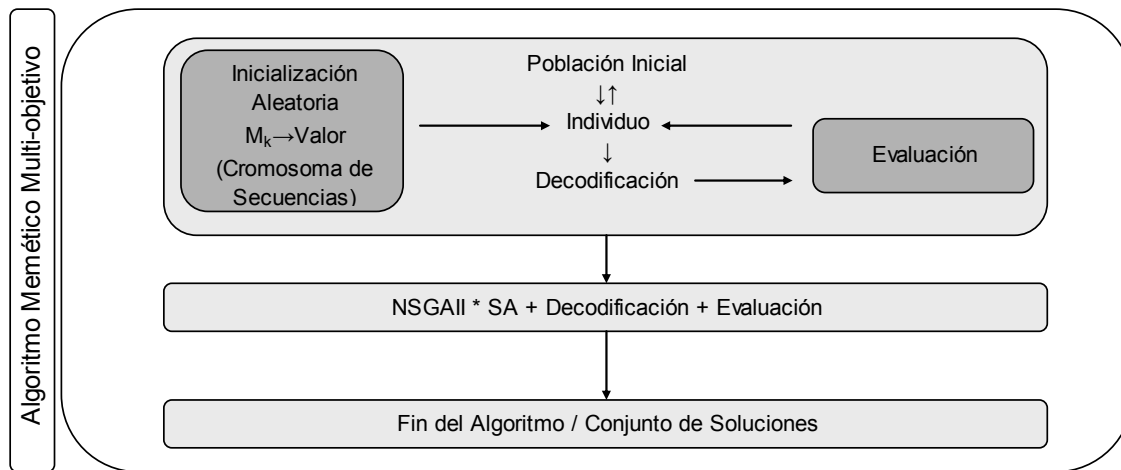 Algoritmo Memético Multi-objetivo
Inicialización
Aleatoria
Mk→Valor
(Cromosoma de
Secuencias)
Población Inicial
↓↑
Individuo
↓
Decodificación
Evaluación
NSGAII * SA + Decodificación + Evaluación
Fin del Algoritmo / Conjunto de Soluciones